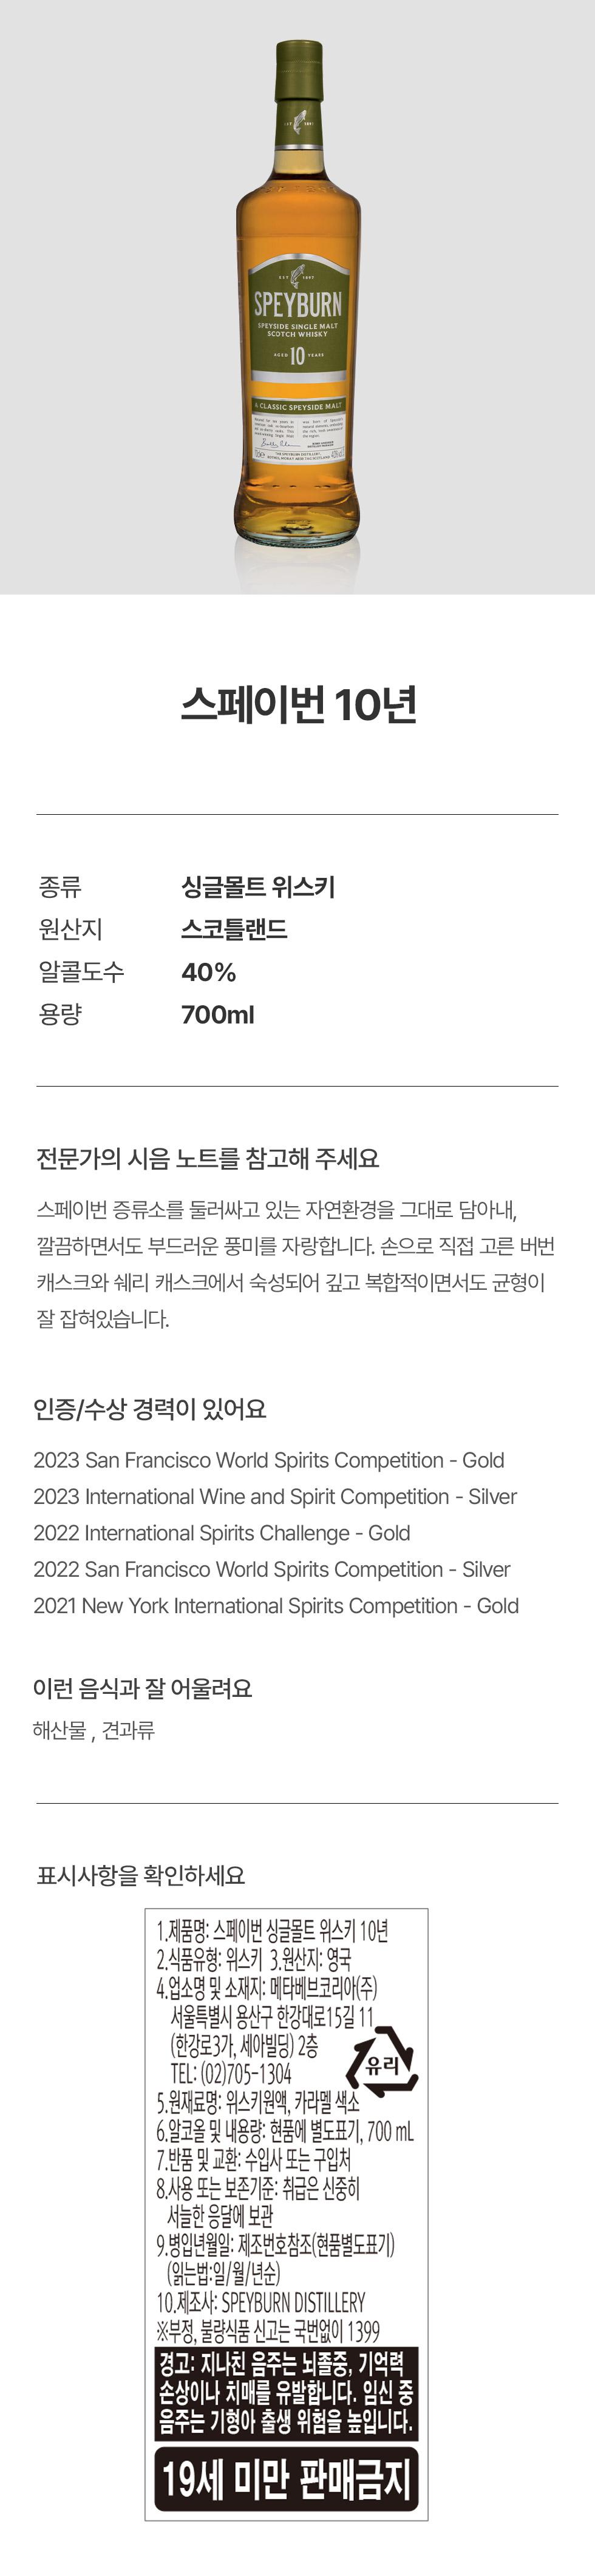 EST 1897
EST 1897
SPEYBURN
SPEYSIDE SINGLE MALT
SCOTCH WHISKY
AGED 10 YEARS
A CLASSIC SPEYSIDE MALT
스페이번 10년
종류 싱글몰트 위스키
원산지 스코틀랜드
알콜도수 40%
용량 700ml
전문가의 시음 노트를 참고해 주세요
스페이번 증류소를 둘러싸고 있는 자연환경을 그대로 담아내,
깔끔하면서도 부드러운 풍미를 자랑합니다. 손으로 직접 고른 버번
캐스크와 쉐리 캐스크에서 숙성되어 깊고 복합적이면서도 균형이
잘 잡혀있습니다.
인증/수상 경력이 있어요
2023 San Francisco World Spirits Competition - Gold
2023 International Wine and Spirit Competition - Silver
2022 International Spirits Challenge - Gold
2022 San Francisco World Spirits Competition - Silver
2021 New York International Spirits Competition - Gold
이런 음식과 잘 어울려요
해산물 , 견과류
표시사항을 확인하세요
1.제품명: 스페이번 싱글몰트 위스키 10년
2.식품유형: 위스키 3.원산지: 영국
4.업소명 및 소재지: 메타베브코리아(주)
서울특별시 용산구 한강대로15길 11
(한강로3가, 세아빌딩) 2층
TEL: (02)705-1304
유리
5.원재료명: 위스키원액, 카라멜 색소
6.알코올 및 내용량: 현품에 별도표기, 700 mL
7.반품 및 교환: 수입사 또는 구입처
8.사용 또는 보존기준: 취급은 신중히
서늘한 응달에 보관
9.병입년월일: 제조번호참조(현품별도표기)
(읽는법:일/월/년순)
10.제조사: SPEYBURN DISTILLERY
※부정, 불량식품 신고는 국번없이 1399
경고: 지나친 음주는 뇌졸중, 기억력
손상이나 치매를 유발합니다. 임신 중
음주는 기형아 출생 위험을 높입니다.
19세 미만 판매금지